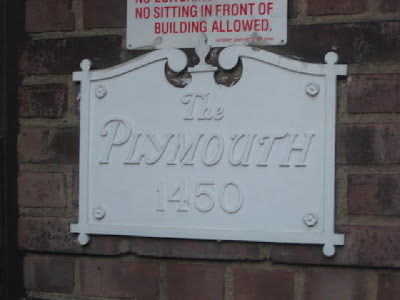 NO SITTING IN FRONT OF
BUILDING ALLOWED.
The
PLYMOUTH
1450